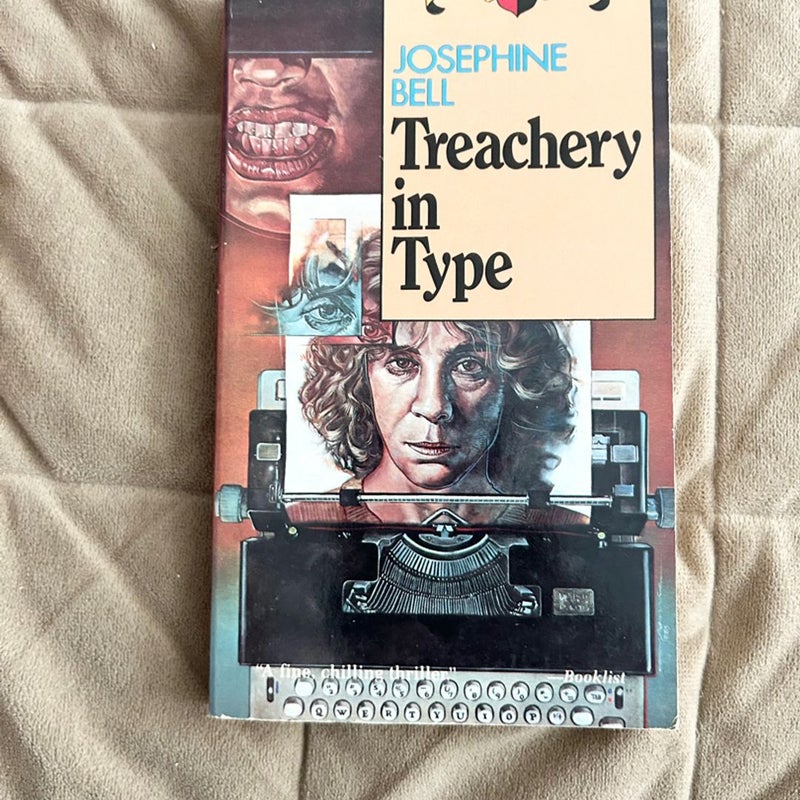 JOSEPHINE
BELL
Treachery
in
Type
"A fine, chilling thriller"
—Booklist
Q W E R T Y U I O P